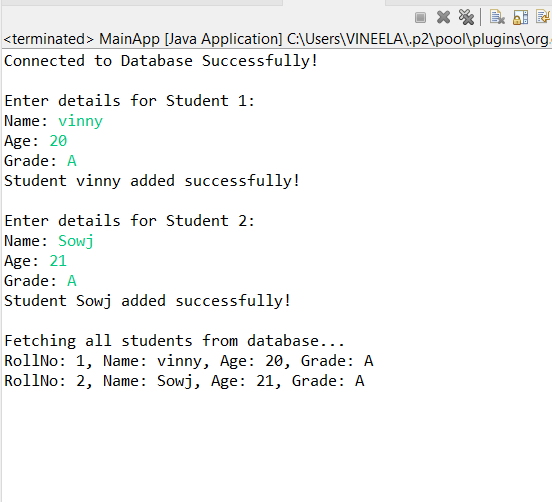 <terminated> MainApp [Java Application] C:\Users\VINEELA\.p2\pool\plugins\org.
Connected to Database Successfully!
Enter details for Student 1:
Name: vinny
Age: 20
Grade: A
Student vinny added successfully!
Enter details for Student 2:
Name: Sowj
Age: 21
Grade: A
Student Sowj added successfully!
Fetching all students from database...
RollNo: 1, Name: vinny, Age: 20, Grade: A
RollNo: 2, Name: Sowj, Age: 21, Grade: A